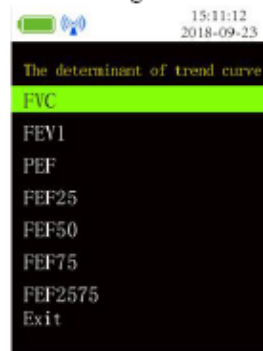 15:11:12
2018-09-23
The determinant of trend curve
FVC
FEV1
PEF
FEF25
FEF50
FEF75
FEF2575
Exit